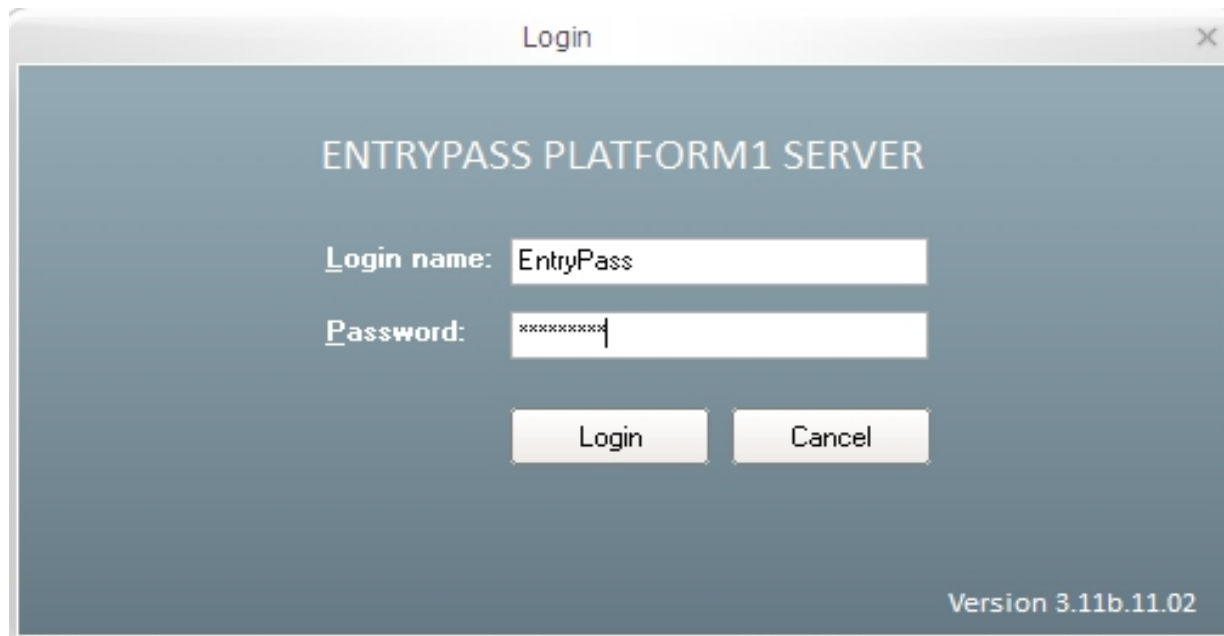 Login
ENTRYPASS PLATFORM1 SERVER
Login name: EntryPass
Password: *********
Login Cancel
Version 3.11b.11.02